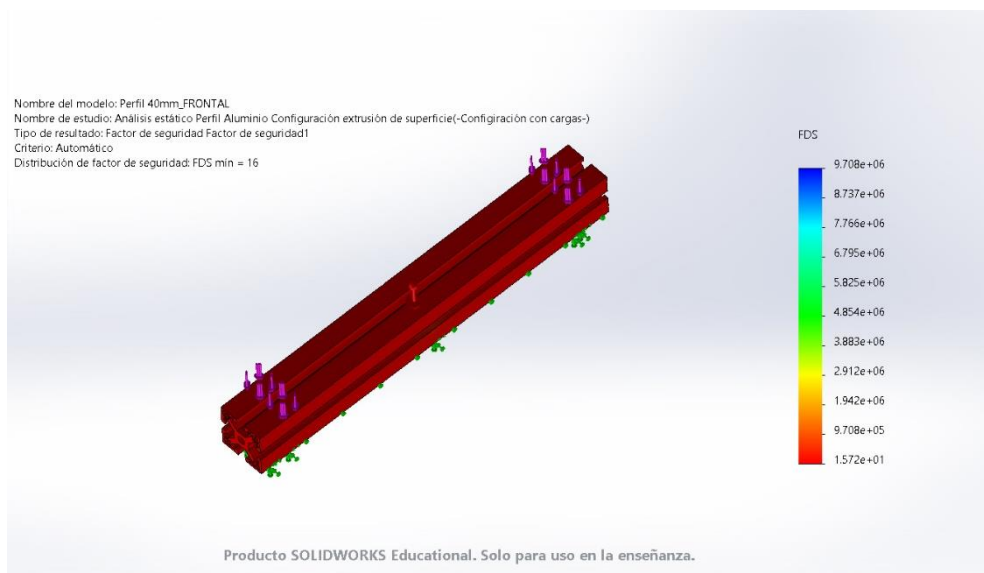 Nombre del modelo: Perfil 40mm_FRONTAL
Nombre de estudio: Análisis estático Perfil Aluminio Configuración extrusión de superficie(-Configiración con cargas-)
Tipo de resultado: Factor de seguridad Factor de seguridad1
Criterio: Automático
Distribución de factor de seguridad: FDS mín = 16
FDS
9.708e+06
8.737e+06
7.766e+06
6.795e+06
5.825e+06
4.854e+06
3.883e+06
2.912e+06
1.942e+06
9.708e+05
1.572e+01
Producto SOLIDWORKS Educational. Solo para uso en la enseñanza.